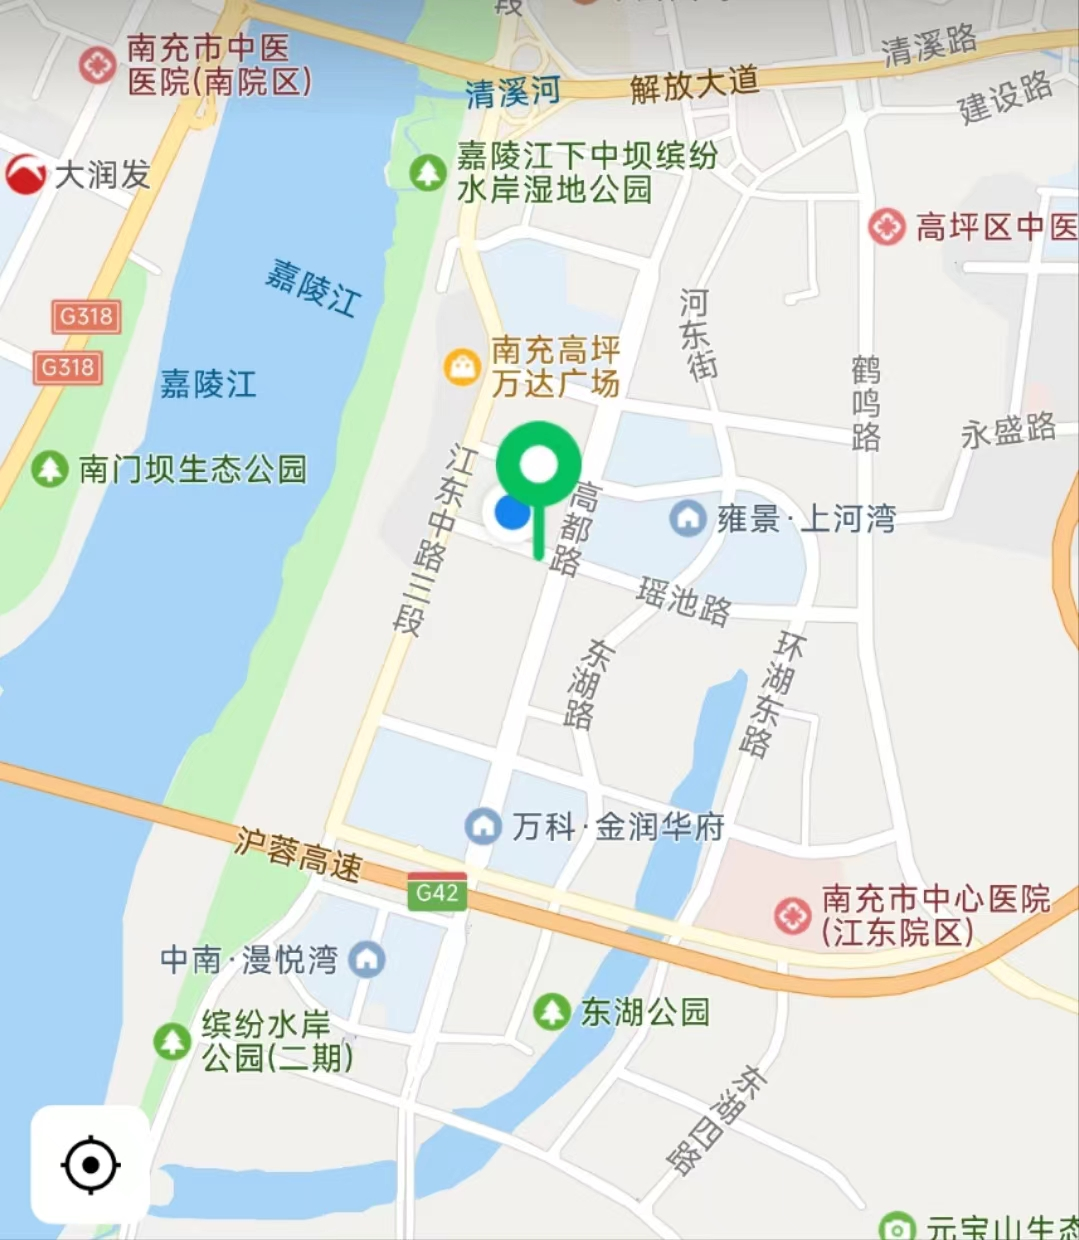 段
南充市中医
医院(南院区)
清溪路
清溪河
解放大道
建设路
大润发
嘉陵江下中坝缤纷
水岸湿地公园
高坪区中医
嘉陵江
G318
河东街
南充高坪
万达广场
G318
嘉陵江
鹤鸣路
永盛路
南门坝生态公园
江东中路三段
高都路
雍景·上河湾
瑶池路
东湖路
环湖东路
万科·金润华府
沪蓉高速
G42
南充市中心医院
(江东院区)
中南·漫悦湾
缤纷水岸
公园(二期)
东湖公园
东湖四路
元宝山生态